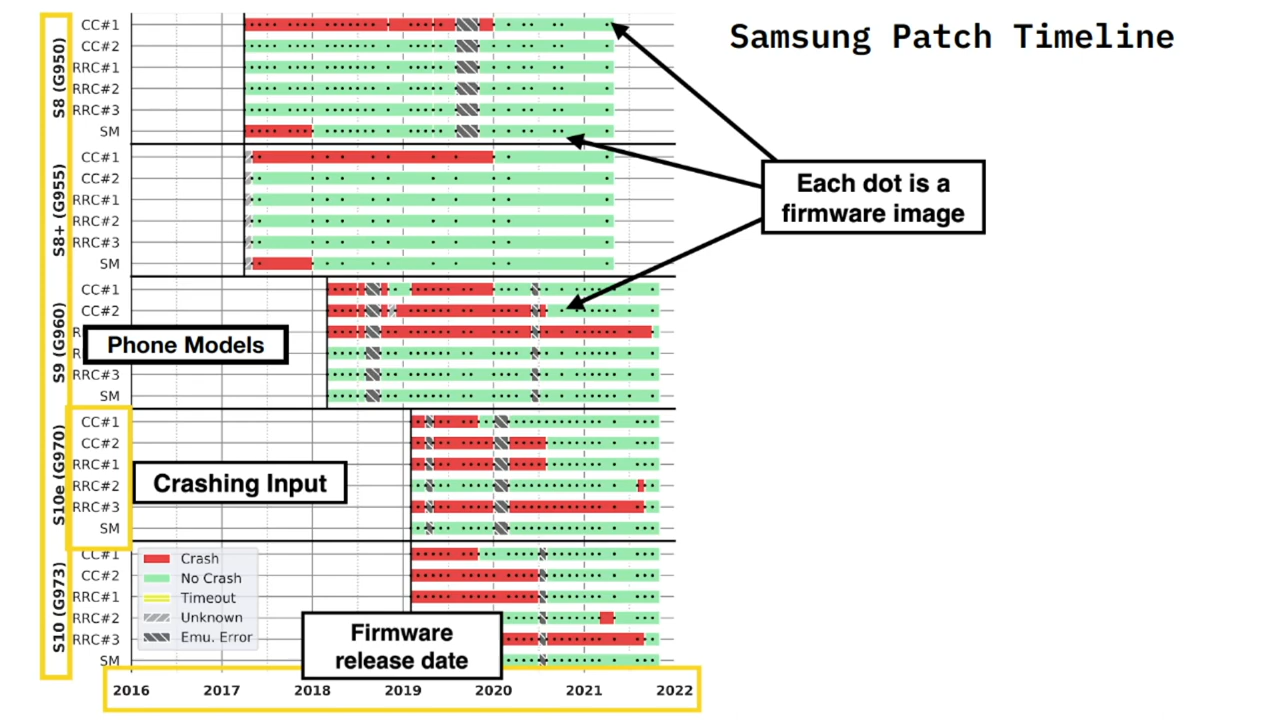 Samsung Patch Timeline
S8 (G950)
CC#1
CC#2
RRC#1
RRC#2
RRC#3
SM
S8+ (G955)
CC#1
CC#2
RRC#1
RRC#2
RRC#3
SM
S9 (G960)
CC#1
CC#2
R
R
RRC#3
SM
S10e (G970)
CC#1
CC#2
RRC#1
RRC#2
RRC#3
SM
S10 (G973)
CC#1
CC#2
RRC#1
RRC#2
RRC#3
SM
Each dot is a
firmware image
Phone Models
Crashing Input
Crash
No Crash
Timeout
Unknown
Emu. Error
Firmware
release date
2016 2017 2018 2019 2020 2021 2022